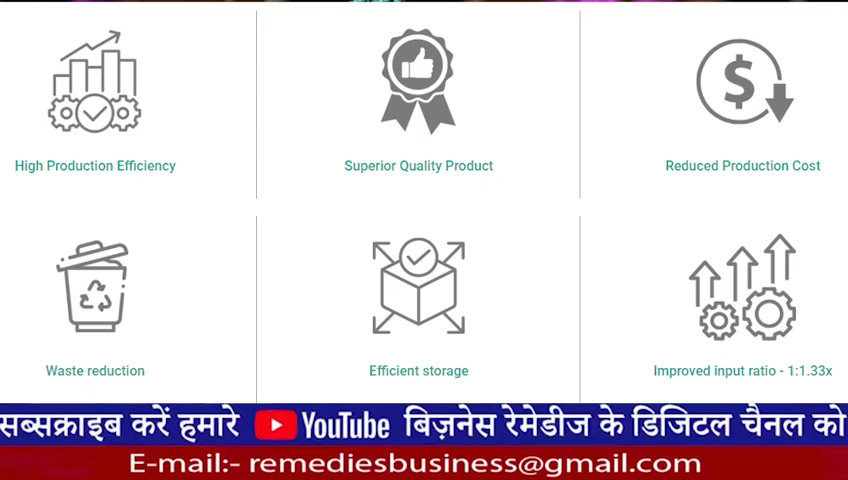 High Production Efficiency
Superior Quality Product
Reduced Production Cost
Waste reduction
Efficient storage
Improved input ratio - 1:1.33x
सब्सक्राइब करें हमारे YouTube बिज़नेस रेमेडीज के डिजिटल चैनल को
E-mail:- remediesbusiness@gmail.com